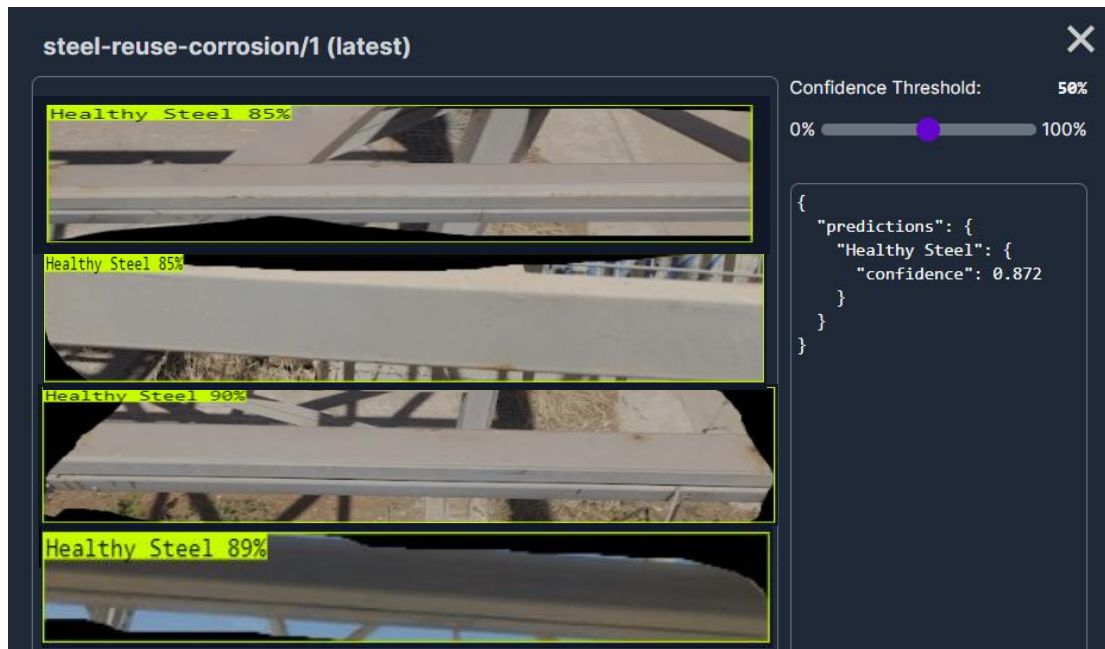 steel-reuse-corrosion/1 (latest)
Confidence Threshold: 50%
0% 100%
Healthy Steel 85%
Healthy Steel 85%
Healthy Steel 90%
Healthy Steel 89%
{
"predictions": {
"Healthy Steel": {
"confidence": 0.872
}
}
}